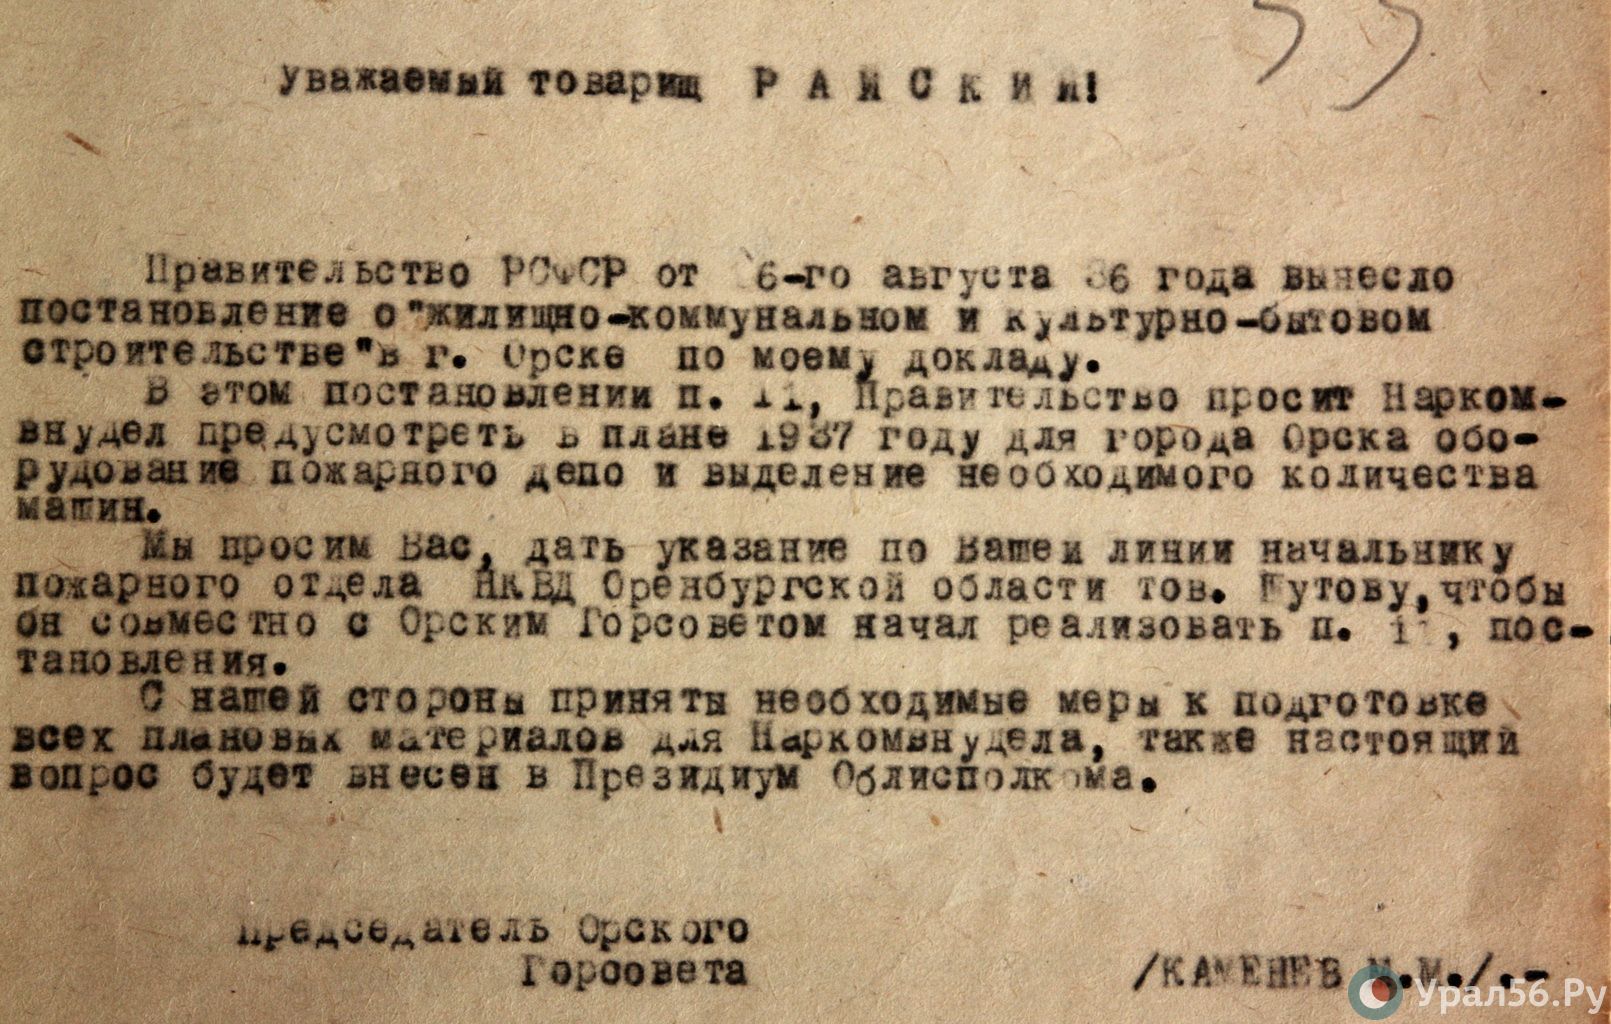 уважаемый товарищ Р А Й С К И Й!
Правительство РСФСР от 26-го августа 36 года вынесло
постановление о "жилищно-коммунальном и культурно-бытовом
строительстве" в г. Орске по моему докладу.
В этом постановлении п. 11, Правительство просит Нарком-
внудел предусмотреть в плане 1937 году для города Орска обо-
рудование пожарного депо и выделение необходимого количества
машин.
Мы просим Вас, дать указание по Вашей линии начальнику
пожарного отдела НКВД Оренбургской области тов. утову, чтобы
он совместно с Орским Горсоветом начал реализовать п. 11, пос-
тановления.
С нашей стороны приняты необходимые меры к подготовке
всех плановых материалов для Наркомвнудела, также настоящий
вопрос будет внесен в Президиум Облисполкома.
Председатель Орского
Горсовета
/КАМЕНЕВ М.М./.-
Урал56.Ру